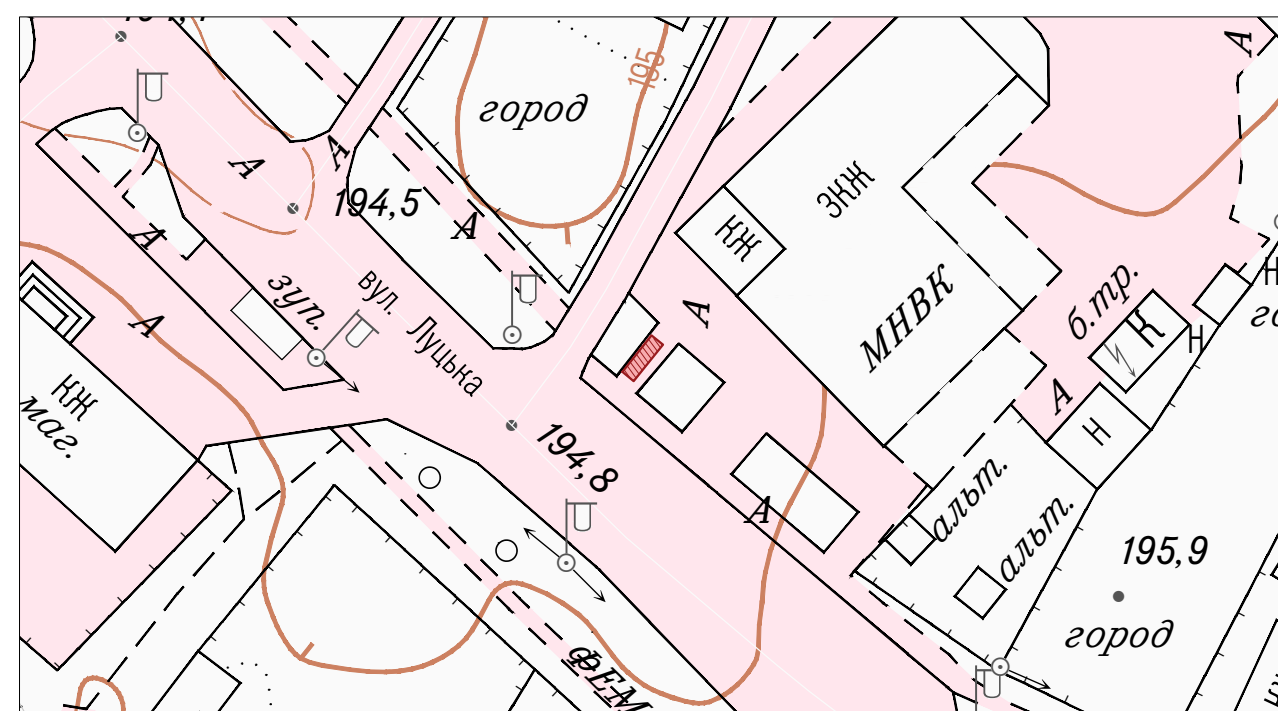 А
195
город
А
А
194,5
А
ЗКЖ
КЖ
А
зуп.
вул. Луцька
А
А
МНВК
б.тр.
К
Н
Н
А
Н
КЖ
маг.
194,8
А
альт.
альт.
195,9
город
ФЕМ